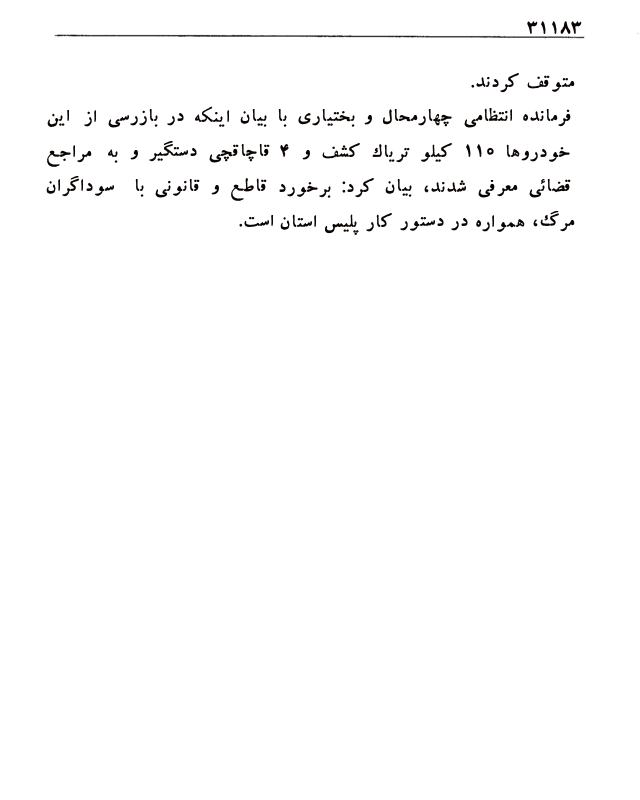 ۳۱۱۸۳
متوقف کردند.
فرمانده انتظامی چهارمحال و بختیاری با بیان اینکه در بازرسی از این
خودروها ۱۱۰ کیلو تریاك کشف و ۴ قاچاقچی دستگیر و به مراجع
قضائی معرفی شدند، بیان کرد: برخورد قاطع و قانونی با سوداگران
مرگ، همواره در دستور کار پلیس استان است.